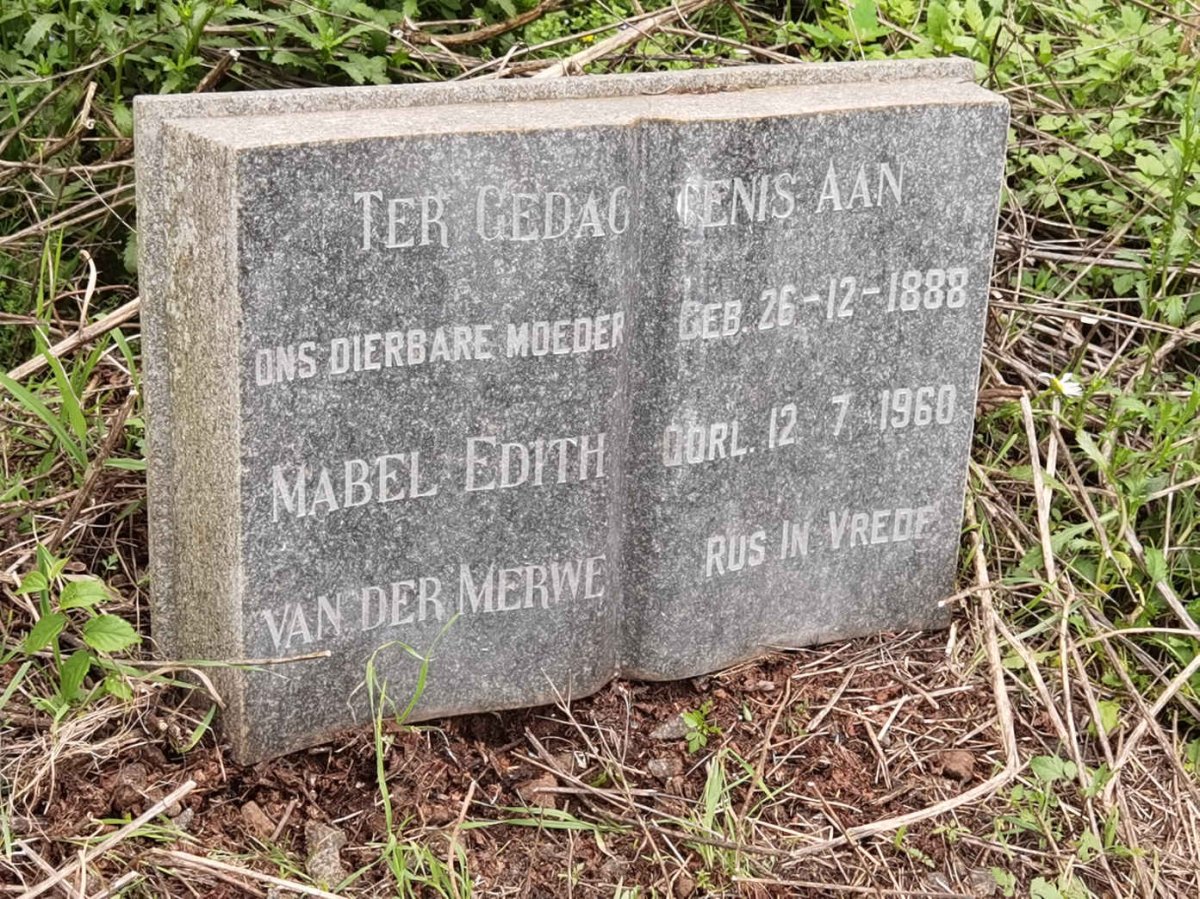 TER GEDAGTENIS AAN
ONS DIERBARE MOEDER
MABEL EDITH
VAN DER MERWE
GEB. 26-12-1888
OORL. 12 7 1960
RUS IN VREDE